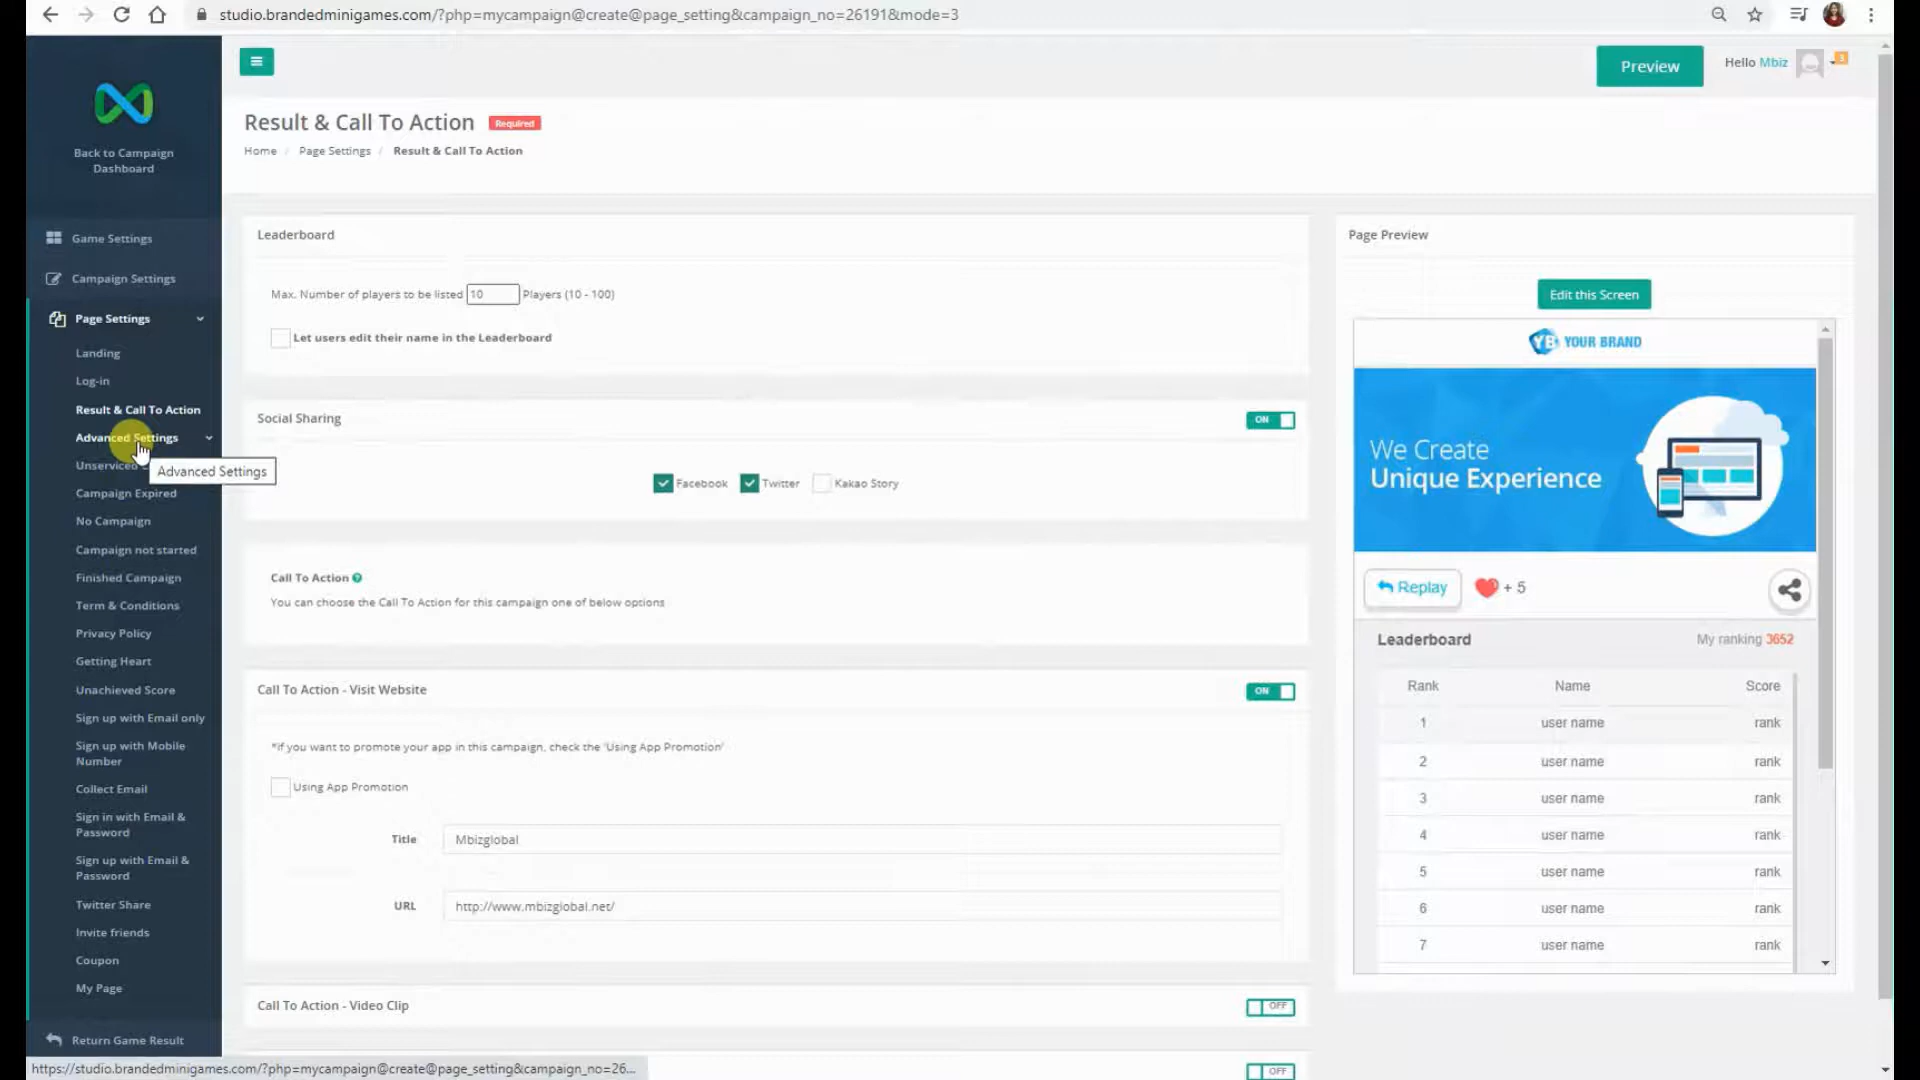 studio.brandedminigames.com/?php=mycampaign@create@page_setting&campaign_no=26191&mode=3
Preview
Hello Mbiz
3
Back to Campaign
Dashboard
Game Settings
Campaign Settings
Page Settings
Landing
Log-in
Result & Call To Action
Advanced Settings
Unserviced
Advanced Settings
Campaign Expired
No Campaign
Campaign not started
Finished Campaign
Term & Conditions
Privacy Policy
Getting Heart
Unachieved Score
Sign up with Email only
Sign up with Mobile
Number
Collect Email
Sign in with Email &
Password
Sign up with Email &
Password
Twitter Share
Invite friends
Coupon
My Page
Return Game Result
https://studio.brandedminigames.com/?php=mycampaign@create@page_setting&campaign_no=26...
Result & Call To Action Required
Home / Page Settings / Result & Call To Action
Leaderboard
Max. Number of players to be listed 10 Players (10 - 100)
Let users edit their name in the Leaderboard
Social Sharing ON
Facebook Twitter Kakao Story
Call To Action ?
You can choose the Call To Action for this campaign one of below options
Call To Action - Visit Website ON
*if you want to promote your app in this campaign, check the 'Using App Promotion'
Using App Promotion
Title Mbizglobal
URL http://www.mbizglobal.net/
Call To Action - Video Clip OFF
OFF
Page Preview
Edit this Screen
YB YOUR BRAND
We Create
Unique Experience
Replay + 5
Leaderboard My ranking 3652
Rank Name Score
1 user name rank
2 user name rank
3 user name rank
4 user name rank
5 user name rank
6 user name rank
7 user name rank